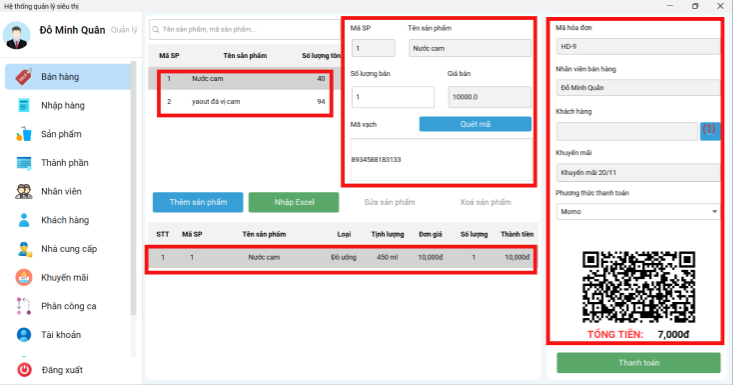 Hệ thống quản lý siêu thị
Đỗ Minh Quân Quản lý
Bán hàng
Nhập hàng
Sản phẩm
Thành phần
Nhân viên
Khách hàng
Nhà cung cấp
Khuyến mãi
Phân công ca
Tài khoản
Đăng xuất
Tên sản phẩm, mã sản phẩm...
Mã SP Tên sản phẩm Số lượng tồn
1 Nước cam 40
2 yaout đá vị cam 94
Mã SP Tên sản phẩm
1 Nước cam
Số lượng bán Giá bán
1 10000.0
Mã vạch Quét mã
8934588183133
Thêm sản phẩm Nhập Excel Sửa sản phẩm Xoá sản phẩm
STT Mã SP Tên sản phẩm Loại Tịnh lượng Đơn giá Số lượng Thành tiền
1 1 Nước cam Đồ uống 450 ml 10,000đ 1 10,000đ
Mã hóa đơn
HD-9
Nhân viên bán hàng
Đỗ Minh Quân
Khách hàng
(1)
Khuyến mãi
Khuyến mãi 20/11
Phương thức thanh toán
Momo
TỔNG TIỀN: 7,000đ
Thanh toán